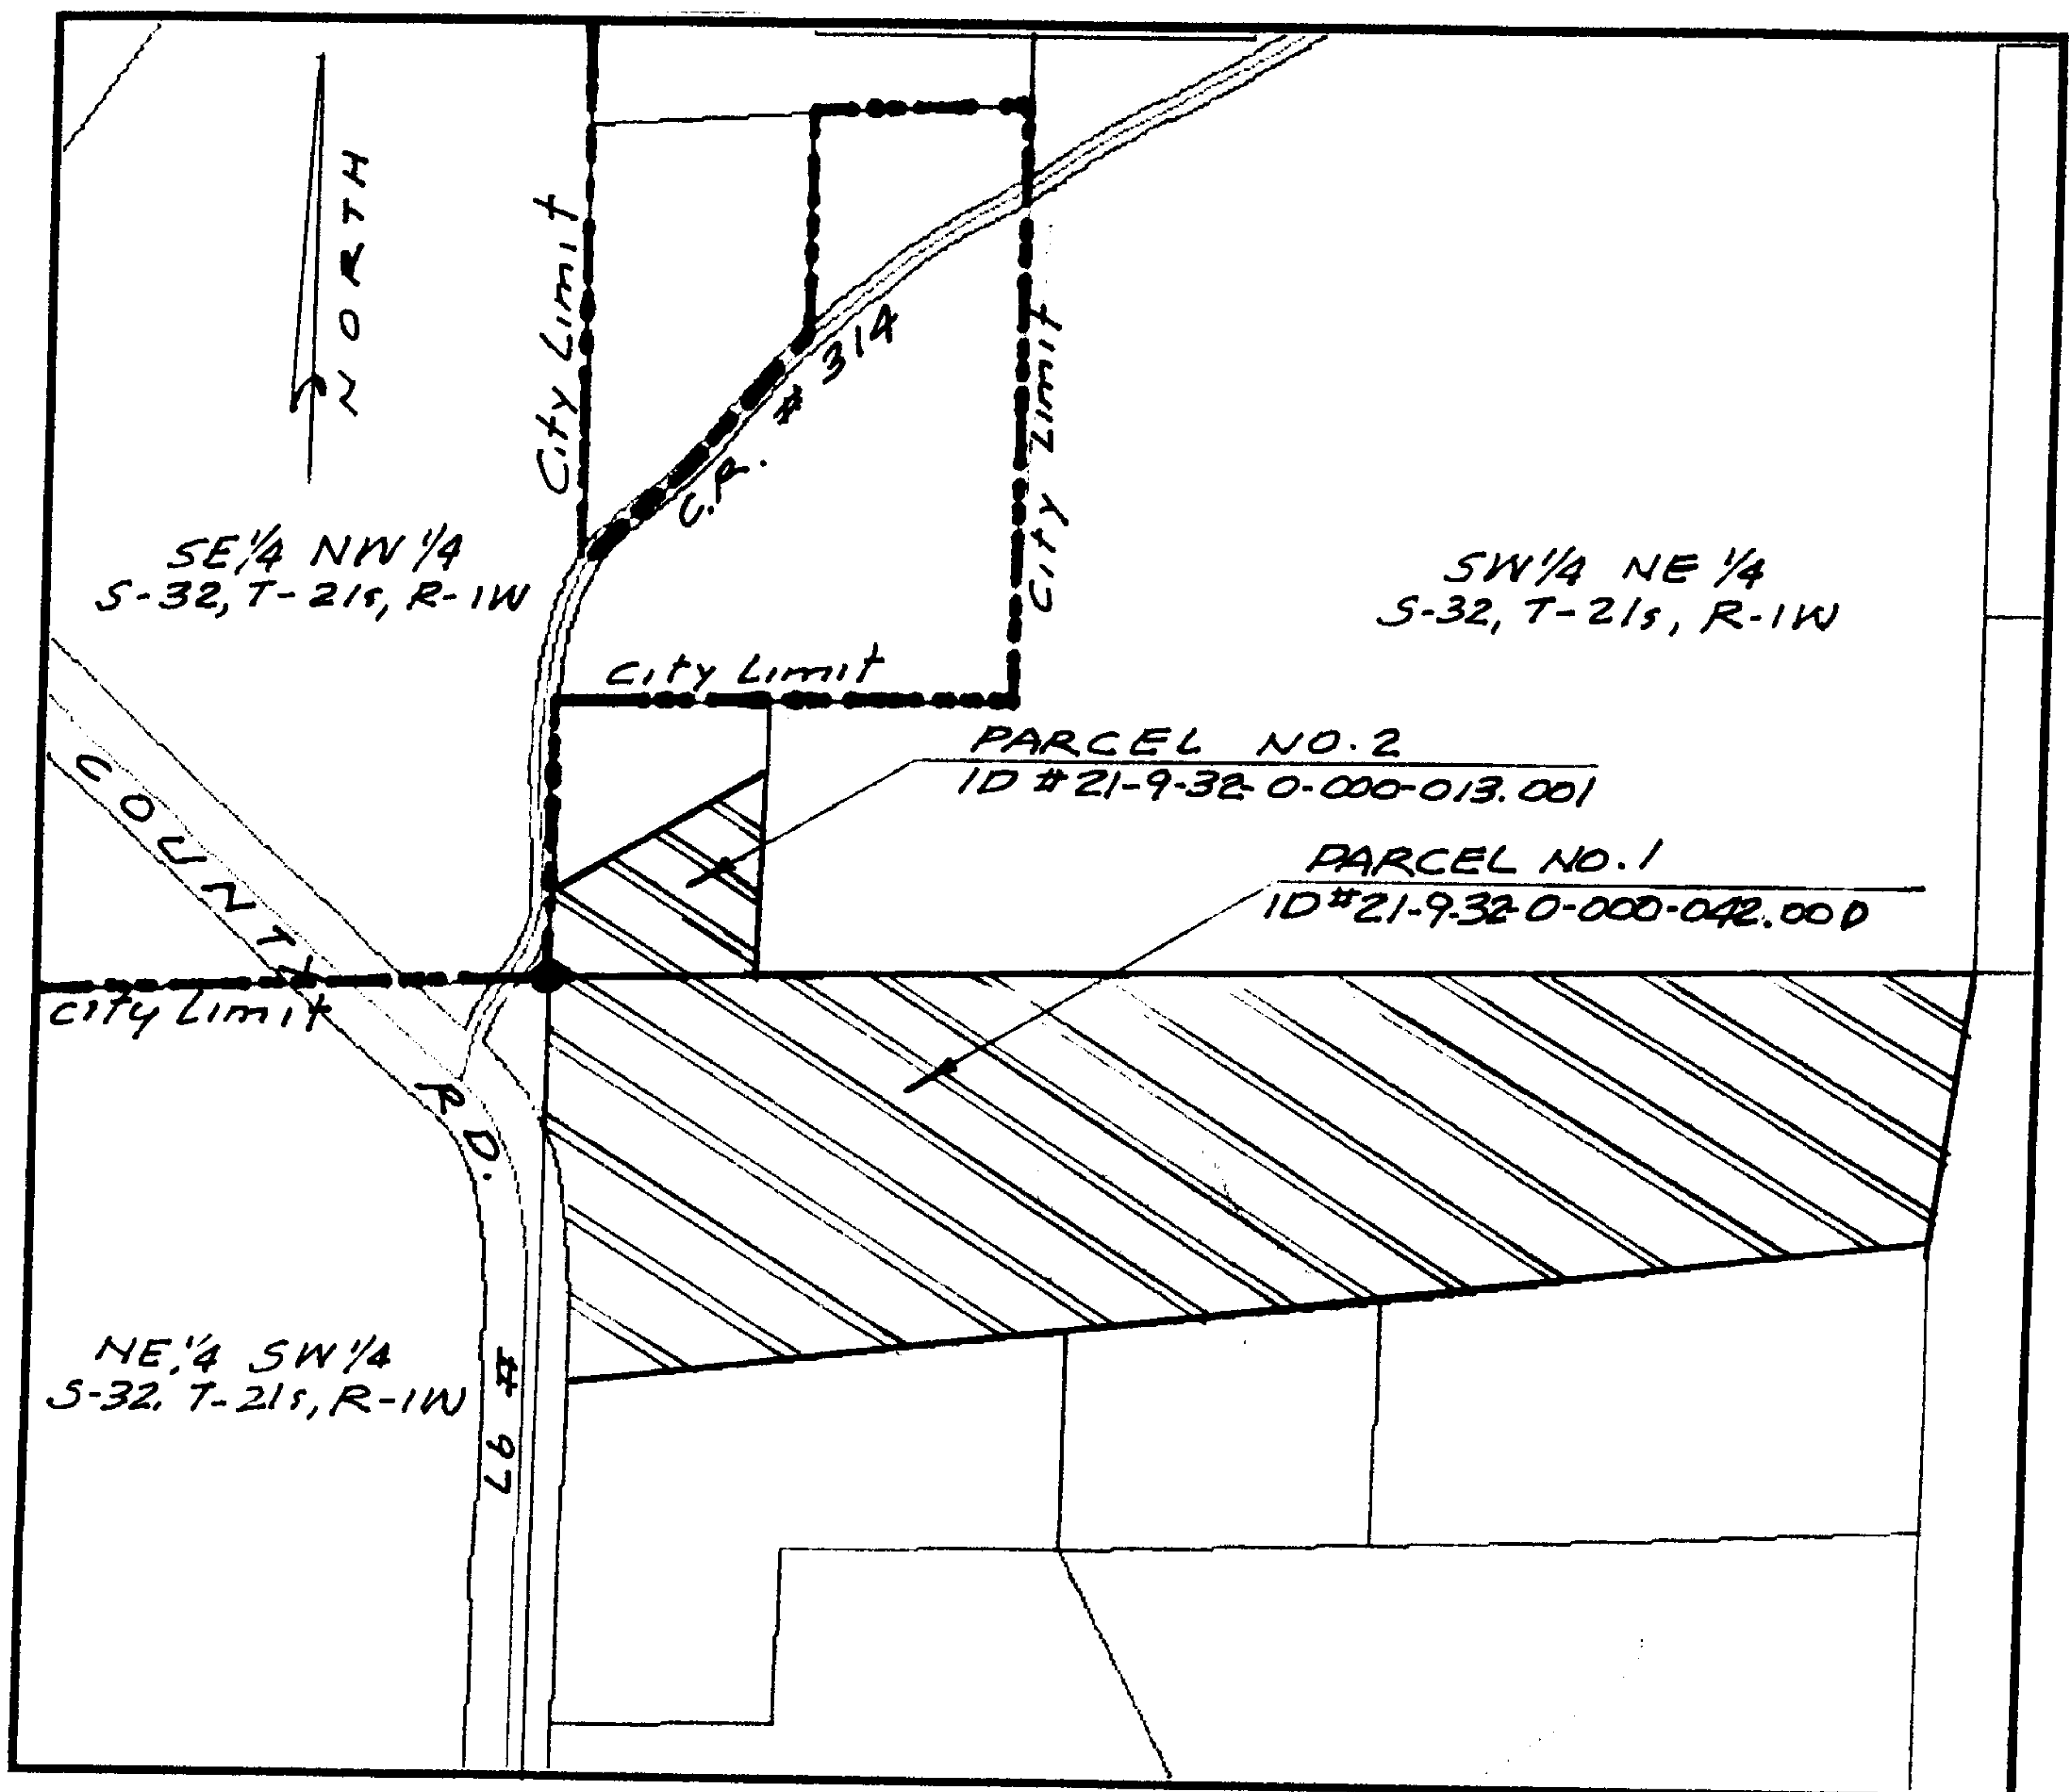 NORTH
City Limit
C.R. # 314
City Limit
SE 1/4 NW 1/4
S-32, T-21s, R-1W
SW 1/4 NE 1/4
S-32, T-21s, R-1W
City Limit
PARCEL NO. 2
ID #21-9-32-0-000-013.001
COUNTY RD. # 97
PARCEL NO. 1
ID #21-9-32-0-000-042.000
City Limit
NE 1/4 SW 1/4
S-32, T-21s, R-1W